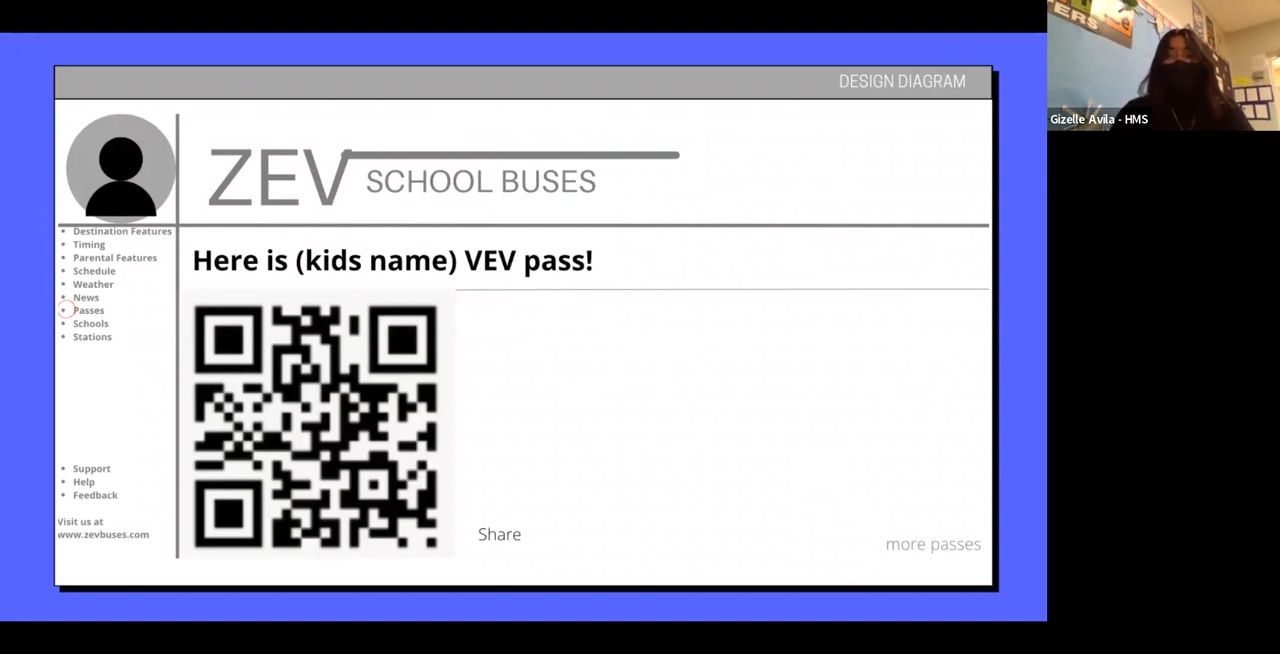 DESIGN DIAGRAM
ZEV SCHOOL BUSES
Destination Features
Timing
Parental Features
Schedule
Weather
News
Passes
Schools
Stations
Support
Help
Feedback
Visit us at
www.zevbuses.com
Here is (kids name) VEV pass!
Share
more passes
ERS
Gizelle Avila - HMS